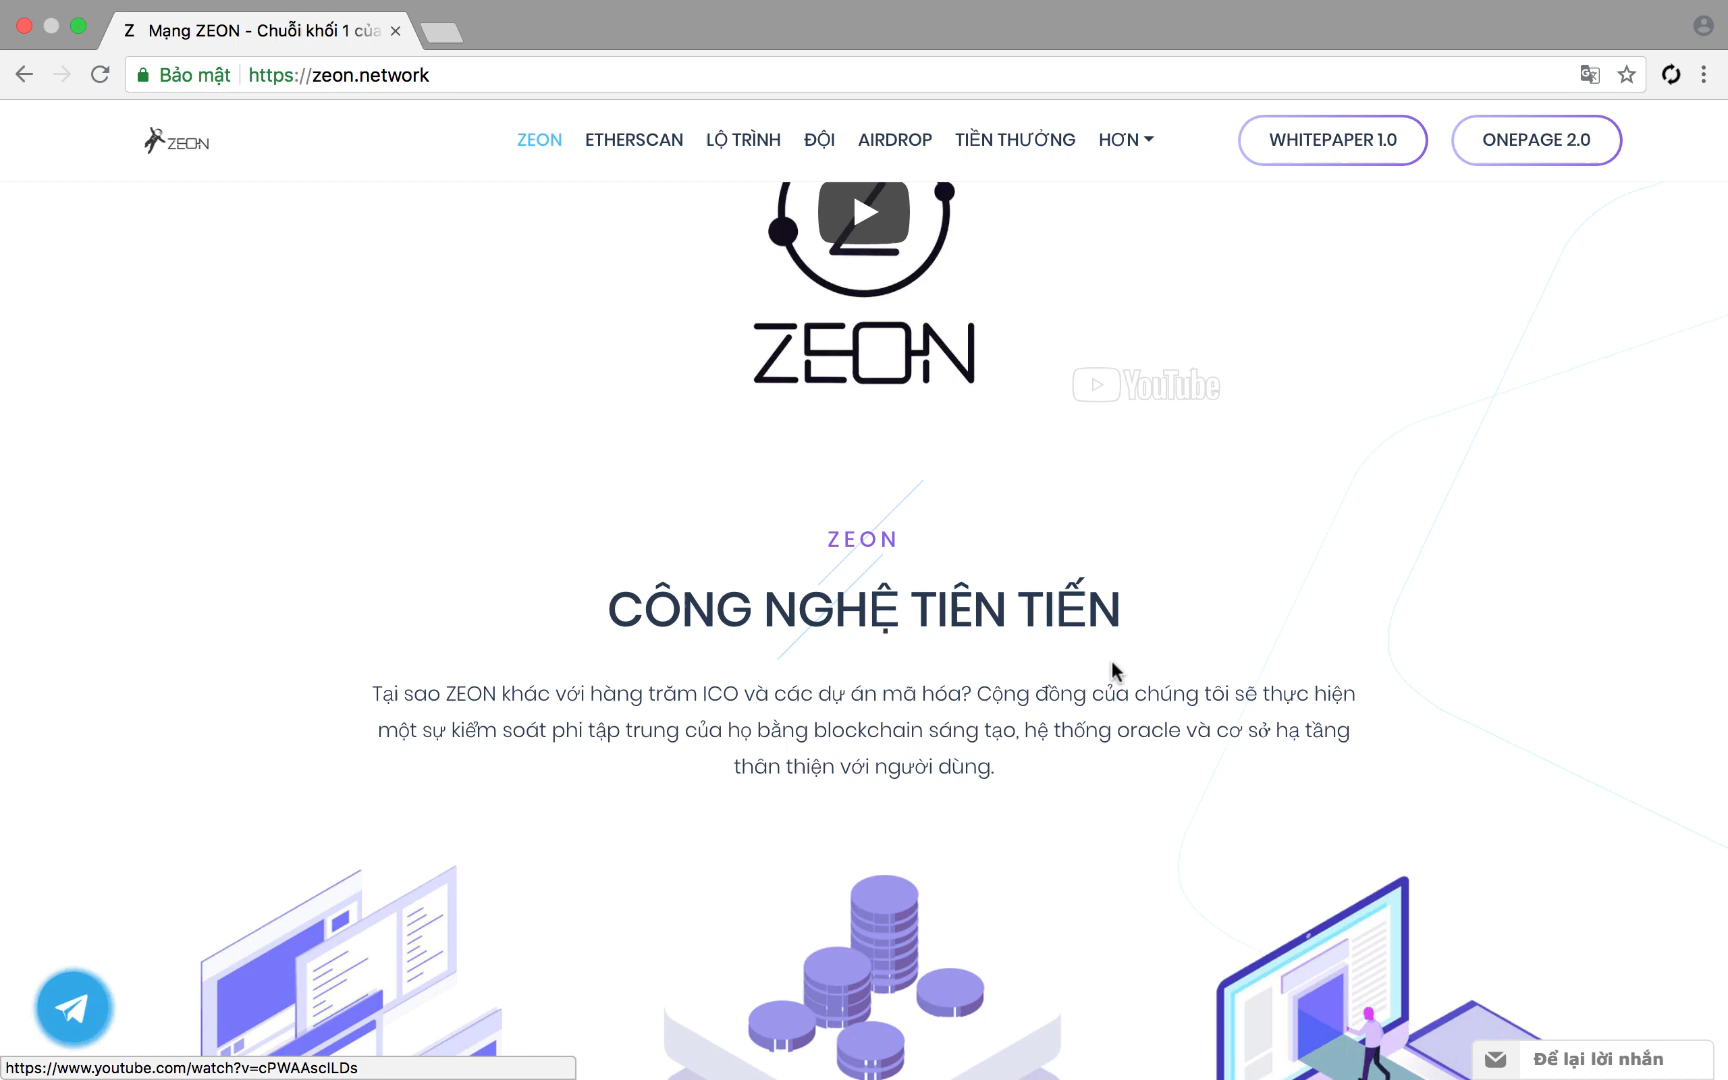 Z Mạng ZEON - Chuỗi khối 1 của
Bảo mật https://zeon.network
ZEON ZEON ETHERSCAN LỘ TRÌNH ĐỘI AIRDROP TIỀN THƯỞNG HƠN WHITEPAPER 1.0 ONEPAGE 2.0
Z
ZEON
YouTube
ZEON
CÔNG NGHỆ TIÊN TIẾN
Tại sao ZEON khác với hàng trăm ICO và các dự án mã hóa? Cộng đồng của chúng tôi sẽ thực hiện
một sự kiểm soát phi tập trung của họ bằng blockchain sáng tạo, hệ thống oracle và cơ sở hạ tầng
thân thiện với người dùng.
https://www.youtube.com/watch?v=cPWAAsclLDs
Để lại lời nhắn